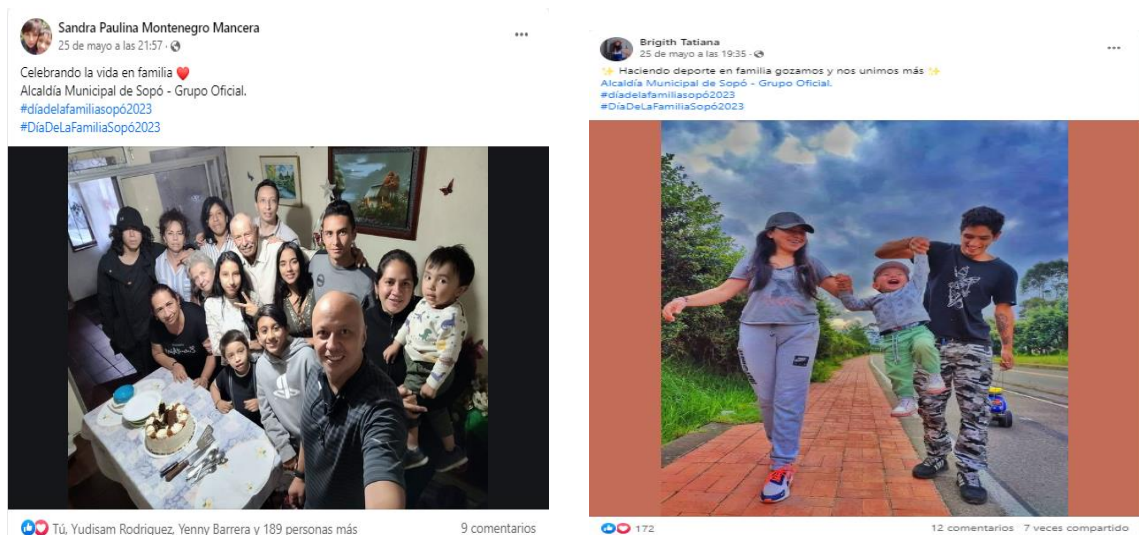 Sandra Paulina Montenegro Mancera
25 de mayo a las 21:57 ·
Celebrando la vida en familia ❤️
Alcaldía Municipal de Sopó - Grupo Oficial.
#díadelafamiliasopó2023
#DíaDeLaFamiliaSopó2023
Tú, Yudisam Rodriguez, Yenny Barrera y 189 personas más
9 comentarios
Brigith Tatiana
25 de mayo a las 19:35 ·
✨ Haciendo deporte en familia gozamos y nos unimos más ✨
Alcaldía Municipal de Sopó - Grupo Oficial.
#díadelafamiliasopó2023
#DíaDeLaFamiliaSopó2023
172
12 comentarios 7 veces compartido